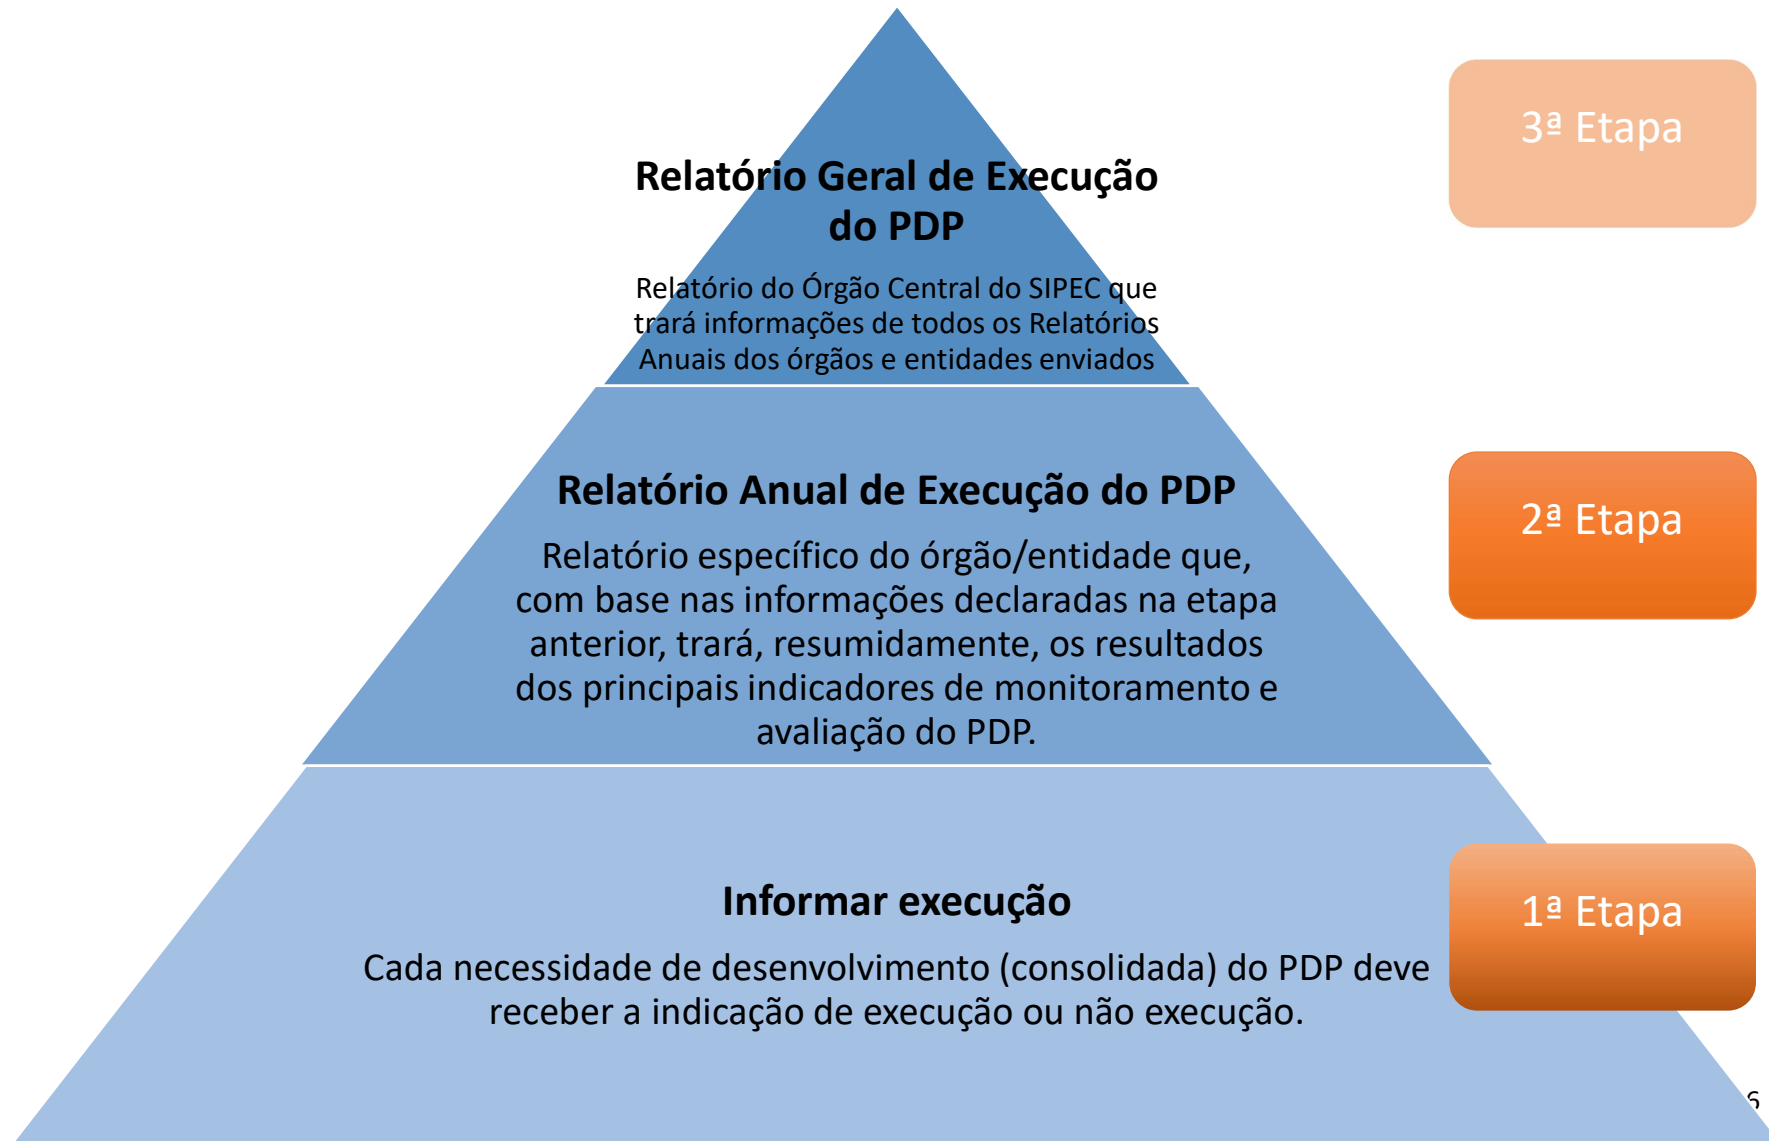 Relatório Geral de Execução
do PDP
Relatório do Órgão Central do SIPEC que
trará informações de todos os Relatórios
Anuais dos órgãos e entidades enviados
3ª Etapa
Relatório Anual de Execução do PDP
Relatório específico do órgão/entidade que,
com base nas informações declaradas na etapa
anterior, trará, resumidamente, os resultados
dos principais indicadores de monitoramento e
avaliação do PDP.
2ª Etapa
Informar execução
Cada necessidade de desenvolvimento (consolidada) do PDP deve
receber a indicação de execução ou não execução.
1ª Etapa
6